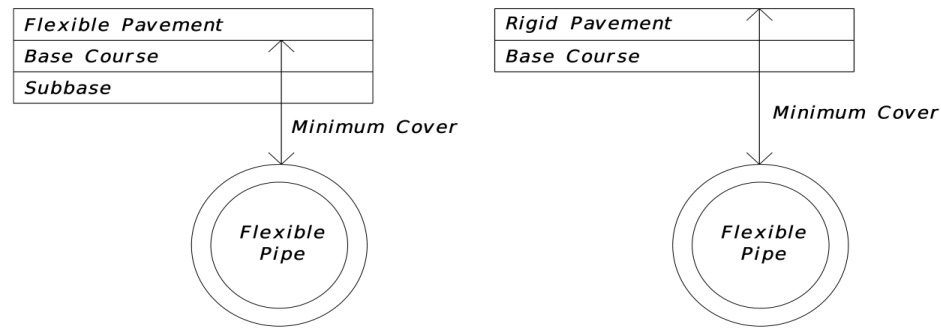 Flexible Pavement
Base Course
Subbase
Minimum Cover
Flexible
Pipe
Rigid Pavement
Base Course
Minimum Cover
Flexible
Pipe